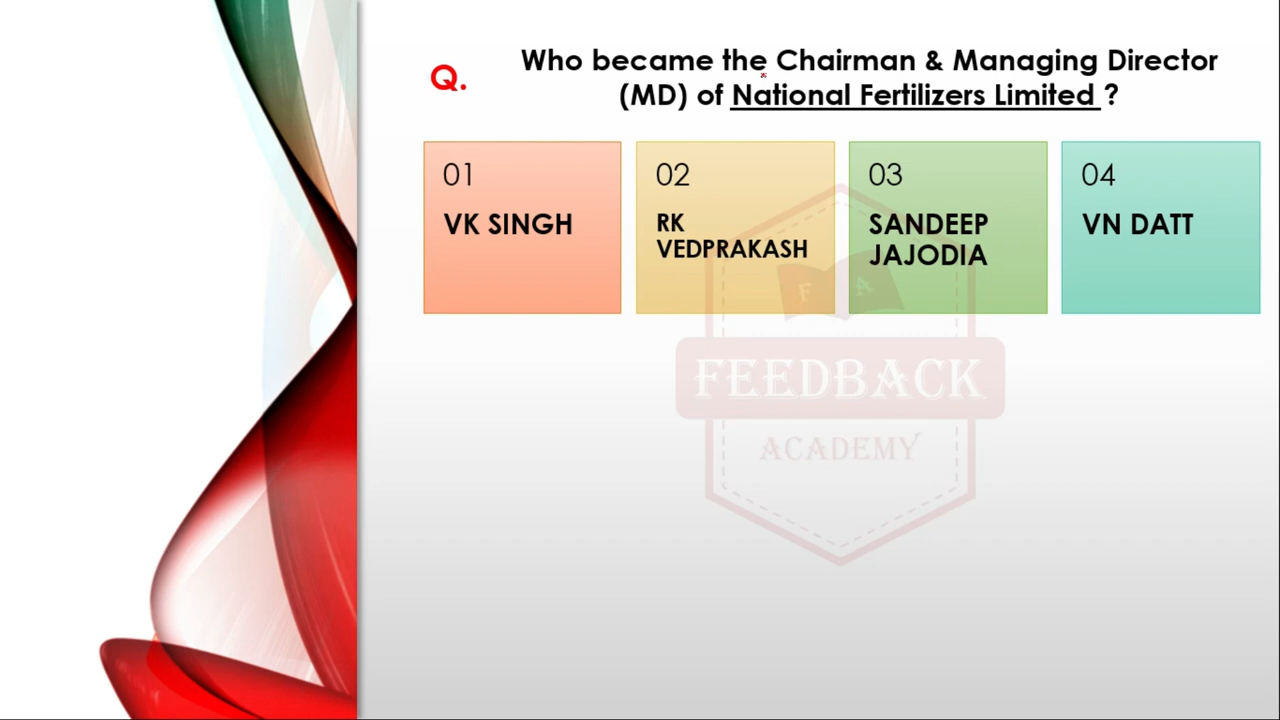 Q.
Who became the Chairman & Managing Director
(MD) of National Fertilizers Limited ?
01
VK SINGH
02
RK
VEDPRAKASH
03
SANDEEP
JAJODIA
04
VN DATT
F A
FEEDBACK
ACADEMY